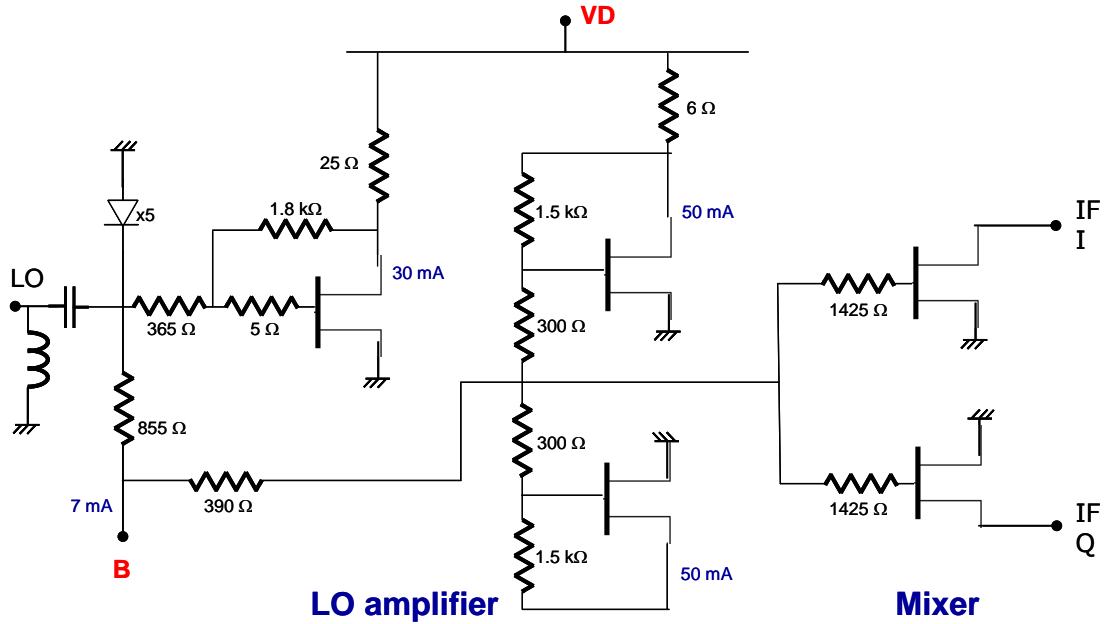 VD
6 Ω
25 Ω
x5
1.8 kΩ
1.5 kΩ
50 mA
IF
I
LO
30 mA
365 Ω
5 Ω
300 Ω
1425 Ω
855 Ω
300 Ω
7 mA
390 Ω
1425 Ω
IF
Q
1.5 kΩ
50 mA
B
LO amplifier
Mixer